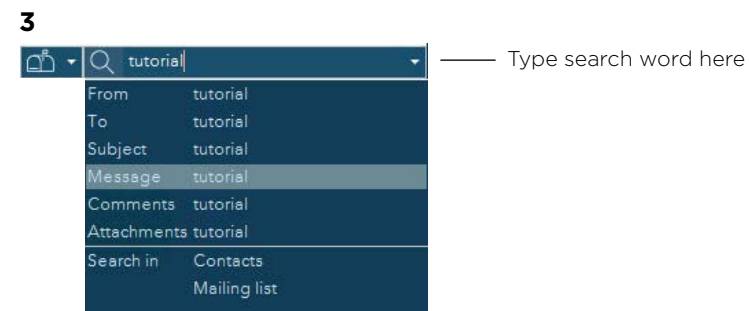 3
tutorial
Type search word here
From tutorial
To tutorial
Subject tutorial
Message tutorial
Comments tutorial
Attachments tutorial
Search in Contacts
Mailing list